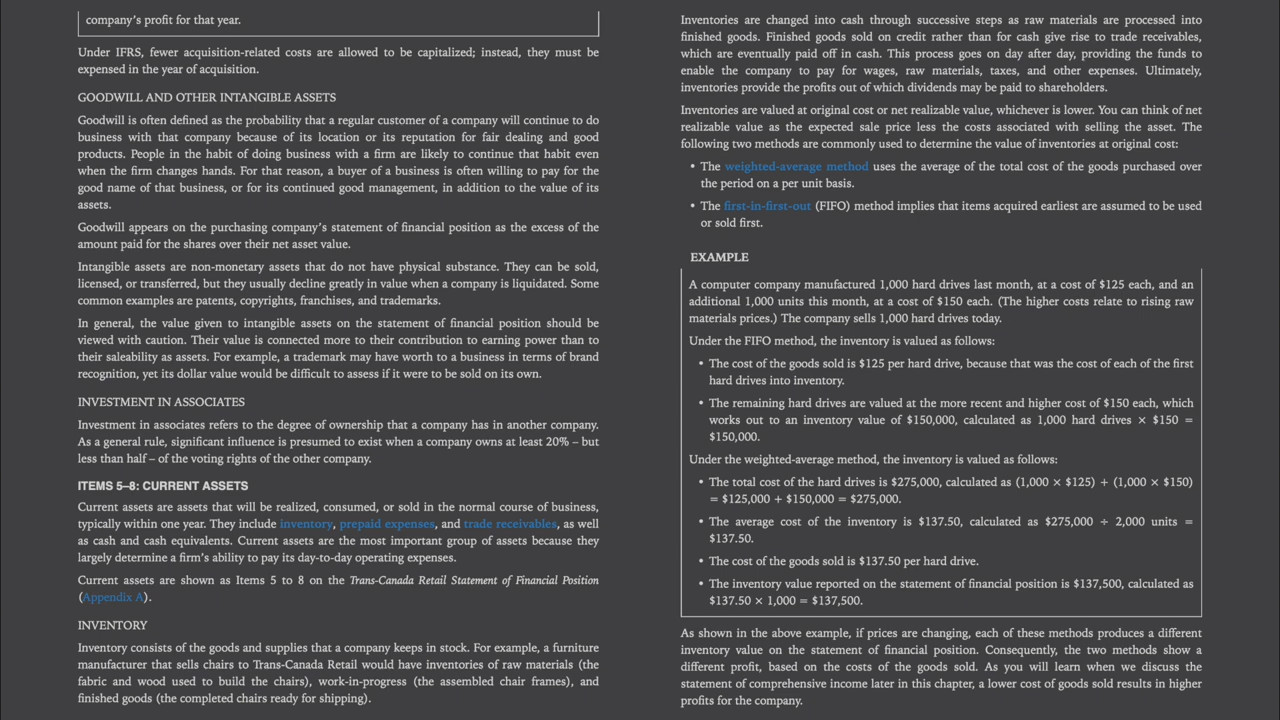 company's profit for that year.
Under IFRS, fewer acquisition-related costs are allowed to be capitalized; instead, they must be
expensed in the year of acquisition.
GOODWILL AND OTHER INTANGIBLE ASSETS
Goodwill is often defined as the probability that a regular customer of a company will continue to do
business with that company because of its location or its reputation for fair dealing and good
products. People in the habit of doing business with a firm are likely to continue that habit even
when the firm changes hands. For that reason, a buyer of a business is often willing to pay for the
good name of that business, or for its continued good management, in addition to the value of its
assets.
Goodwill appears on the purchasing company's statement of financial position as the excess of the
amount paid for the shares over their net asset value.
Intangible assets are non-monetary assets that do not have physical substance. They can be sold,
licensed, or transferred, but they usually decline greatly in value when a company is liquidated. Some
common examples are patents, copyrights, franchises, and trademarks.
In general, the value given to intangible assets on the statement of financial position should be
viewed with caution. Their value is connected more to their contribution to earning power than to
their saleability as assets. For example, a trademark may have worth to a business in terms of brand
recognition, yet its dollar value would be difficult to assess if it were to be sold on its own.
INVESTMENT IN ASSOCIATES
Investment in associates refers to the degree of ownership that a company has in another company.
As a general rule, significant influence is presumed to exist when a company owns at least 20% – but
less than half – of the voting rights of the other company.
ITEMS 5–8: CURRENT ASSETS
Current assets are assets that will be realized, consumed, or sold in the normal course of business,
typically within one year. They include inventory, prepaid expenses, and trade receivables, as well
as cash and cash equivalents. Current assets are the most important group of assets because they
largely determine a firm's ability to pay its day-to-day operating expenses.
Current assets are shown as Items 5 to 8 on the Trans-Canada Retail Statement of Financial Position
(Appendix A).
INVENTORY
Inventory consists of the goods and supplies that a company keeps in stock. For example, a furniture
manufacturer that sells chairs to Trans-Canada Retail would have inventories of raw materials (the
fabric and wood used to build the chairs), work-in-progress (the assembled chair frames), and
finished goods (the completed chairs ready for shipping).
Inventories are changed into cash through successive steps as raw materials are processed into
finished goods. Finished goods sold on credit rather than for cash give rise to trade receivables,
which are eventually paid off in cash. This process goes on day after day, providing the funds to
enable the company to pay for wages, raw materials, taxes, and other expenses. Ultimately,
inventories provide the profits out of which dividends may be paid to shareholders.
Inventories are valued at original cost or net realizable value, whichever is lower. You can think of net
realizable value as the expected sale price less the costs associated with selling the asset. The
following two methods are commonly used to determine the value of inventories at original cost:
• The weighted-average method uses the average of the total cost of the goods purchased over
the period on a per unit basis.
• The first-in-first-out (FIFO) method implies that items acquired earliest are assumed to be used
or sold first.
EXAMPLE
A computer company manufactured 1,000 hard drives last month, at a cost of $125 each, and an
additional 1,000 units this month, at a cost of $150 each. (The higher costs relate to rising raw
materials prices.) The company sells 1,000 hard drives today.
Under the FIFO method, the inventory is valued as follows:
• The cost of the goods sold is $125 per hard drive, because that was the cost of each of the first
hard drives into inventory.
• The remaining hard drives are valued at the more recent and higher cost of $150 each, which
works out to an inventory value of $150,000, calculated as 1,000 hard drives × $150 =
$150,000.
Under the weighted-average method, the inventory is valued as follows:
• The total cost of the hard drives is $275,000, calculated as (1,000 × $125) + (1,000 × $150)
= $125,000 + $150,000 = $275,000.
• The average cost of the inventory is $137.50, calculated as $275,000 ÷ 2,000 units =
$137.50.
• The cost of the goods sold is $137.50 per hard drive.
• The inventory value reported on the statement of financial position is $137,500, calculated as
$137.50 × 1,000 = $137,500.
As shown in the above example, if prices are changing, each of these methods produces a different
inventory value on the statement of financial position. Consequently, the two methods show a
different profit, based on the costs of the goods sold. As you will learn when we discuss the
statement of comprehensive income later in this chapter, a lower cost of goods sold results in higher
profits for the company.